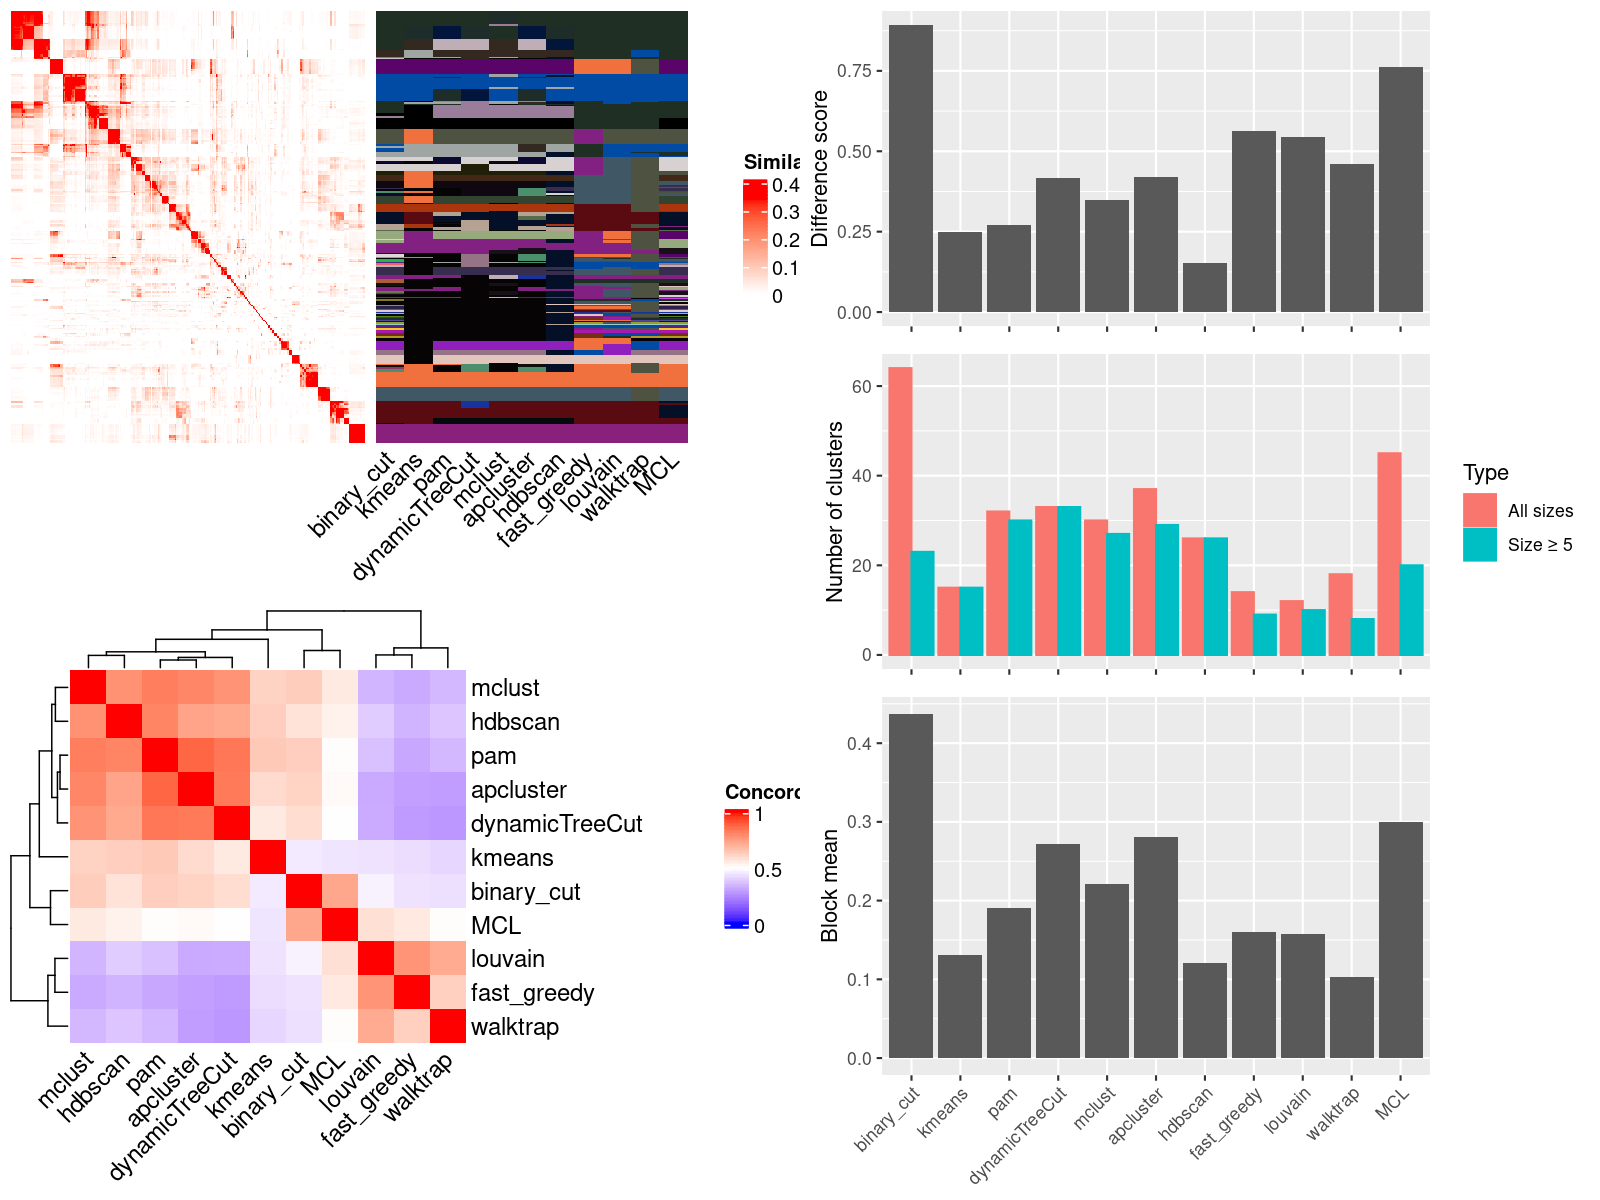 Simila
0.4
0.3
0.2
0.1
0
binary_cut
kmeans
pam
dynamicTreeCut
mclust
apcluster
hdbscan
fast_greedy
louvain
walktrap
MCL
mclust
hdbscan
pam
apcluster
dynamicTreeCut
kmeans
binary_cut
MCL
louvain
fast_greedy
walktrap
mclust
hdbscan
pam
apcluster
dynamicTreeCut
kmeans
binary_cut
MCL
louvain
fast_greedy
walktrap
Concord
1
0.5
0
Difference score
0.75
0.50
0.25
0.00
Number of clusters
60
40
20
0
Type
All sizes
Size ≥ 5
Block mean
0.4
0.3
0.2
0.1
0.0
binary_cut
kmeans
pam
dynamicTreeCut
mclust
apcluster
hdbscan
fast_greedy
louvain
walktrap
MCL